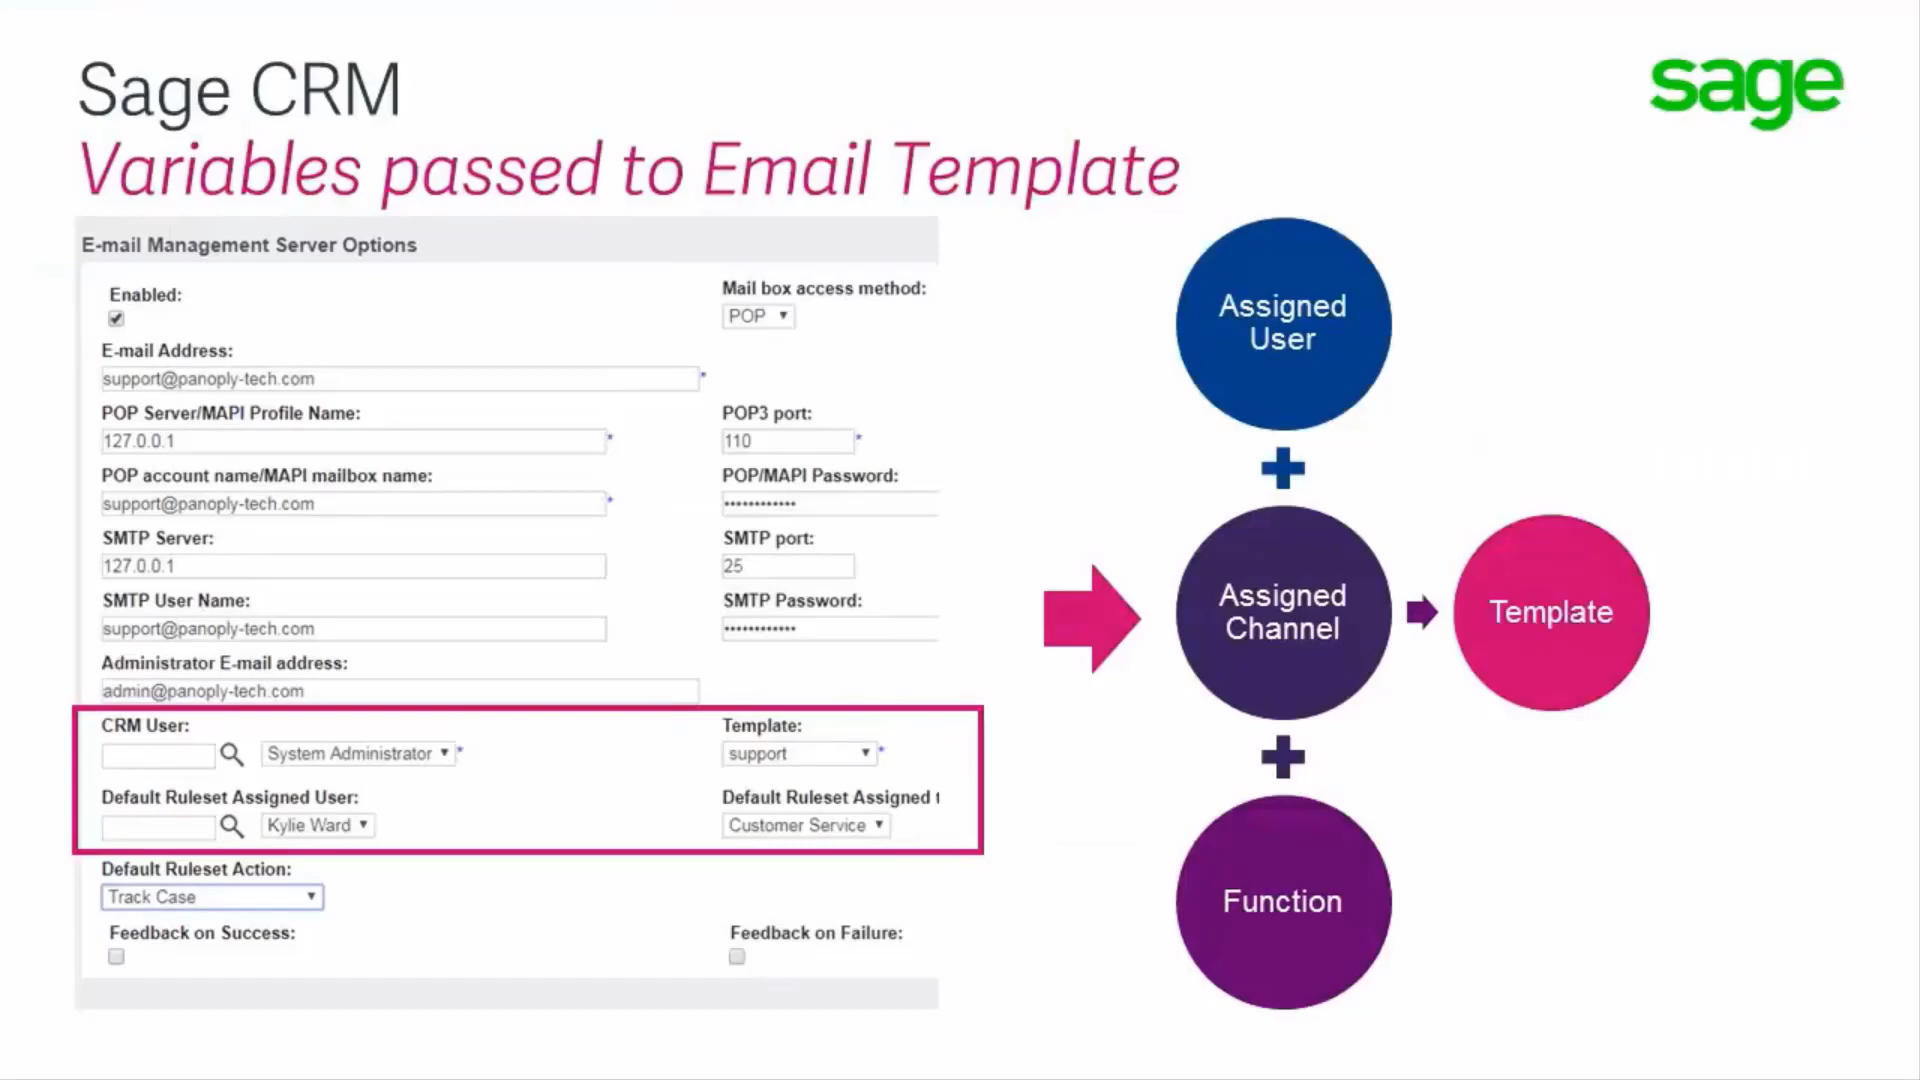 Sage CRM
sage
Variables passed to Email Template
E-mail Management Server Options
Enabled:
Mail box access method:
POP
E-mail Address:
support@panoply-tech.com
*
POP Server/MAPI Profile Name:
POP3 port:
127.0.0.1
*
110
*
POP account name/MAPI mailbox name:
POP/MAPI Password:
support@panoply-tech.com
*
••••••••••••
SMTP Server:
SMTP port:
127.0.0.1
25
SMTP User Name:
SMTP Password:
support@panoply-tech.com
••••••••••••
Administrator E-mail address:
admin@panoply-tech.com
CRM User:
Template:
System Administrator
*
support
*
Default Ruleset Assigned User:
Default Ruleset Assigned t
Kylie Ward
Customer Service
Default Ruleset Action:
Track Case
Feedback on Success:
Feedback on Failure:
Assigned
User
Assigned
Channel
Template
Function